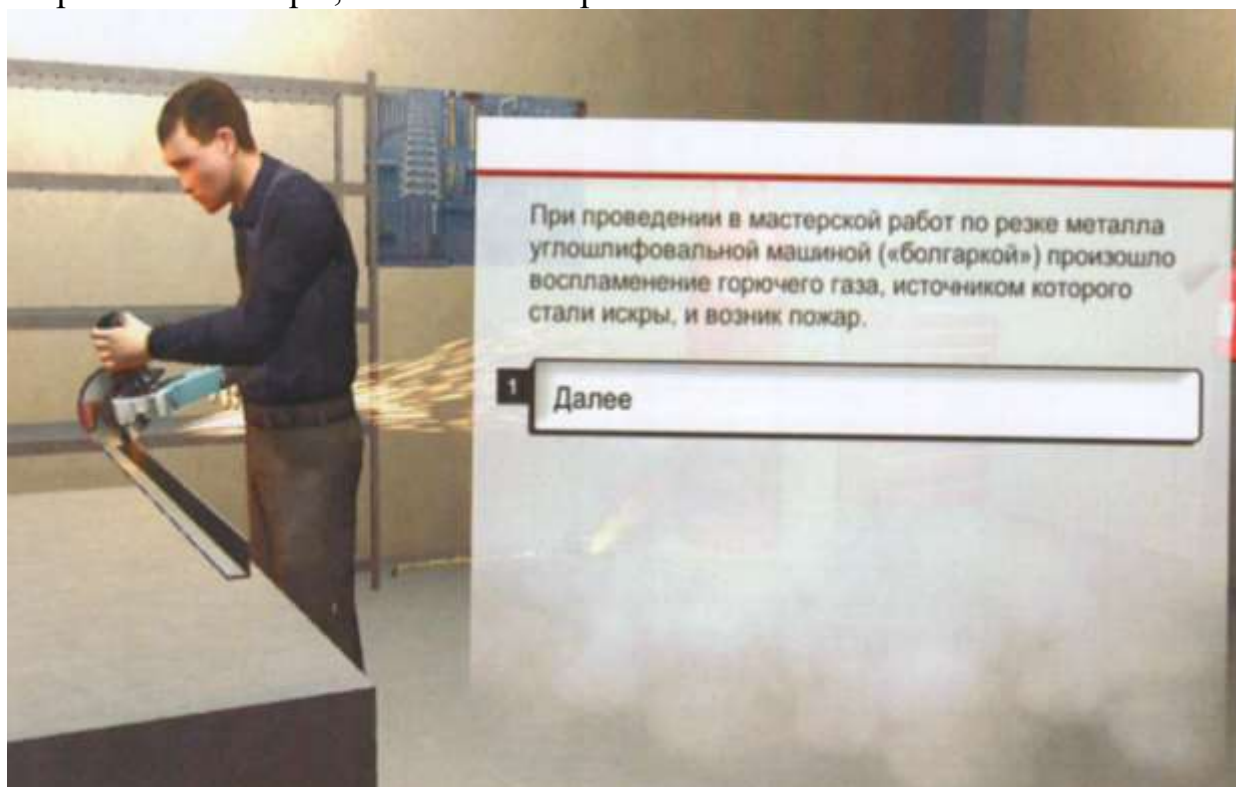 При проведении в мастерской работ по резке металла
углошлифовальной машиной («болгаркой») произошло
воспламенение горючего газа, источником которого
стали искры, и возник пожар.
1
Далее